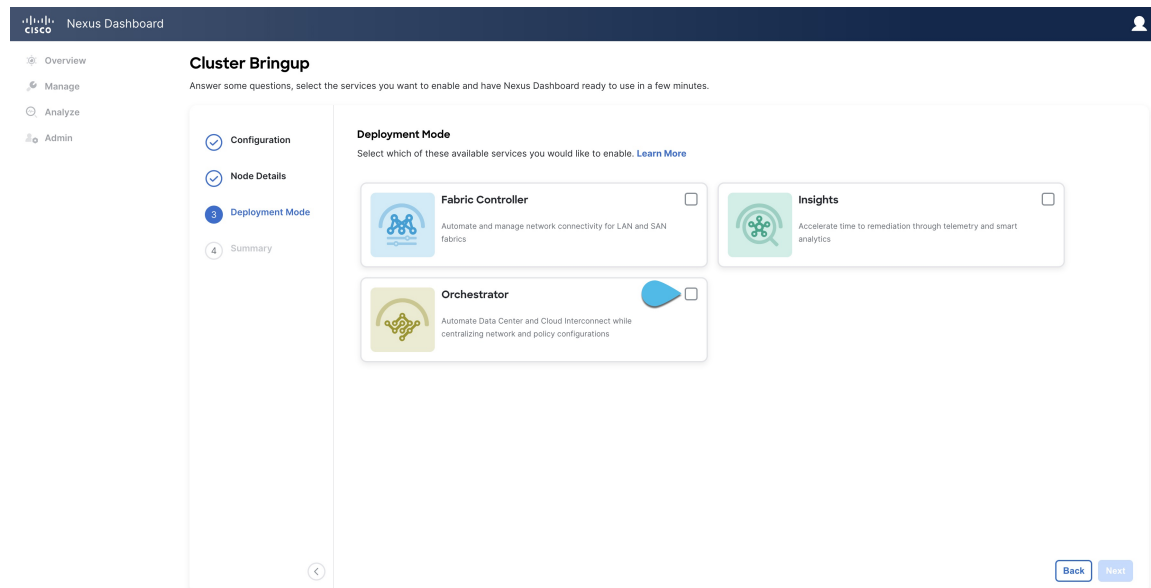 CISCO
Nexus Dashboard
Overview
Manage
Analyze
Admin
Cluster Bringup
Answer some questions, select the services you want to enable and have Nexus Dashboard ready to use in a few minutes.
Configuration
Node Details
3 Deployment Mode
4 Summary
Deployment Mode
Select which of these available services you would like to enable. Learn More
Fabric Controller
Automate and manage network connectivity for LAN and SAN
fabrics
Insights
Accelerate time to remediation through telemetry and smart
analytics
Orchestrator
Automate Data Center and Cloud Interconnect while
centralizing network and policy configurations
Back
Next